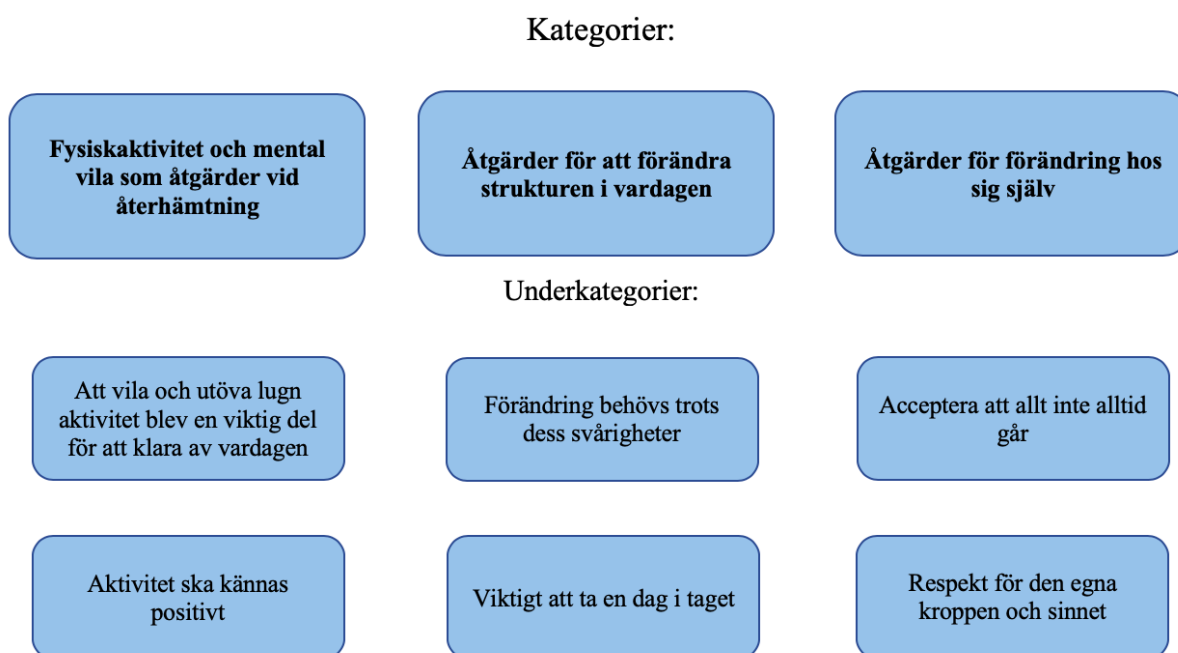 Kategorier:
Fysiskaktivitet och mental
vila som åtgärder vid
återhämtning
Åtgärder för att förändra
strukturen i vardagen
Åtgärder för förändring hos
sig själv
Underkategorier:
Att vila och utöva lugn
aktivitet blev en viktig del
för att klara av vardagen
Förändring behövs trots
dess svårigheter
Acceptera att allt inte alltid
går
Aktivitet ska kännas
positivt
Viktigt att ta en dag i taget
Respekt för den egna
kroppen och sinnet